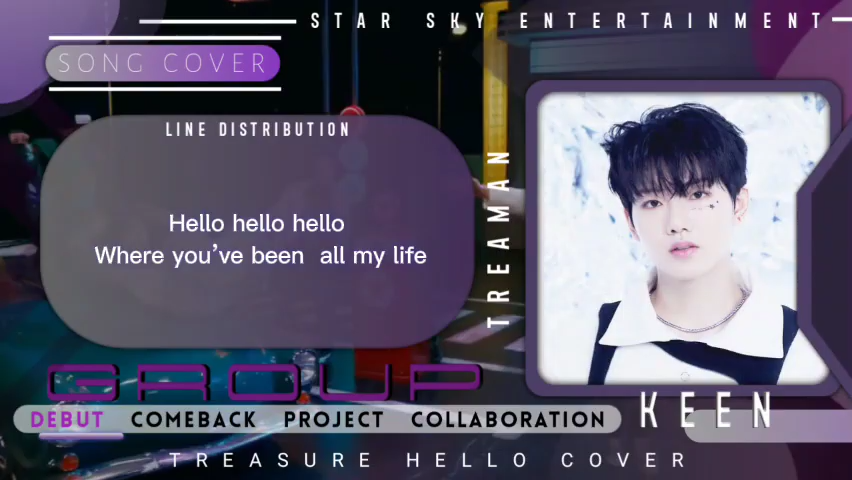 STAR SKY ENTERTAINMENT
SONG COVER
LINE DISTRIBUTION
Hello hello hello
Where you've been all my life
TREAMAN
GROUP
DEBUT COMEBACK PROJECT COLLABORATION
KEEN
TREASURE HELLO COVER